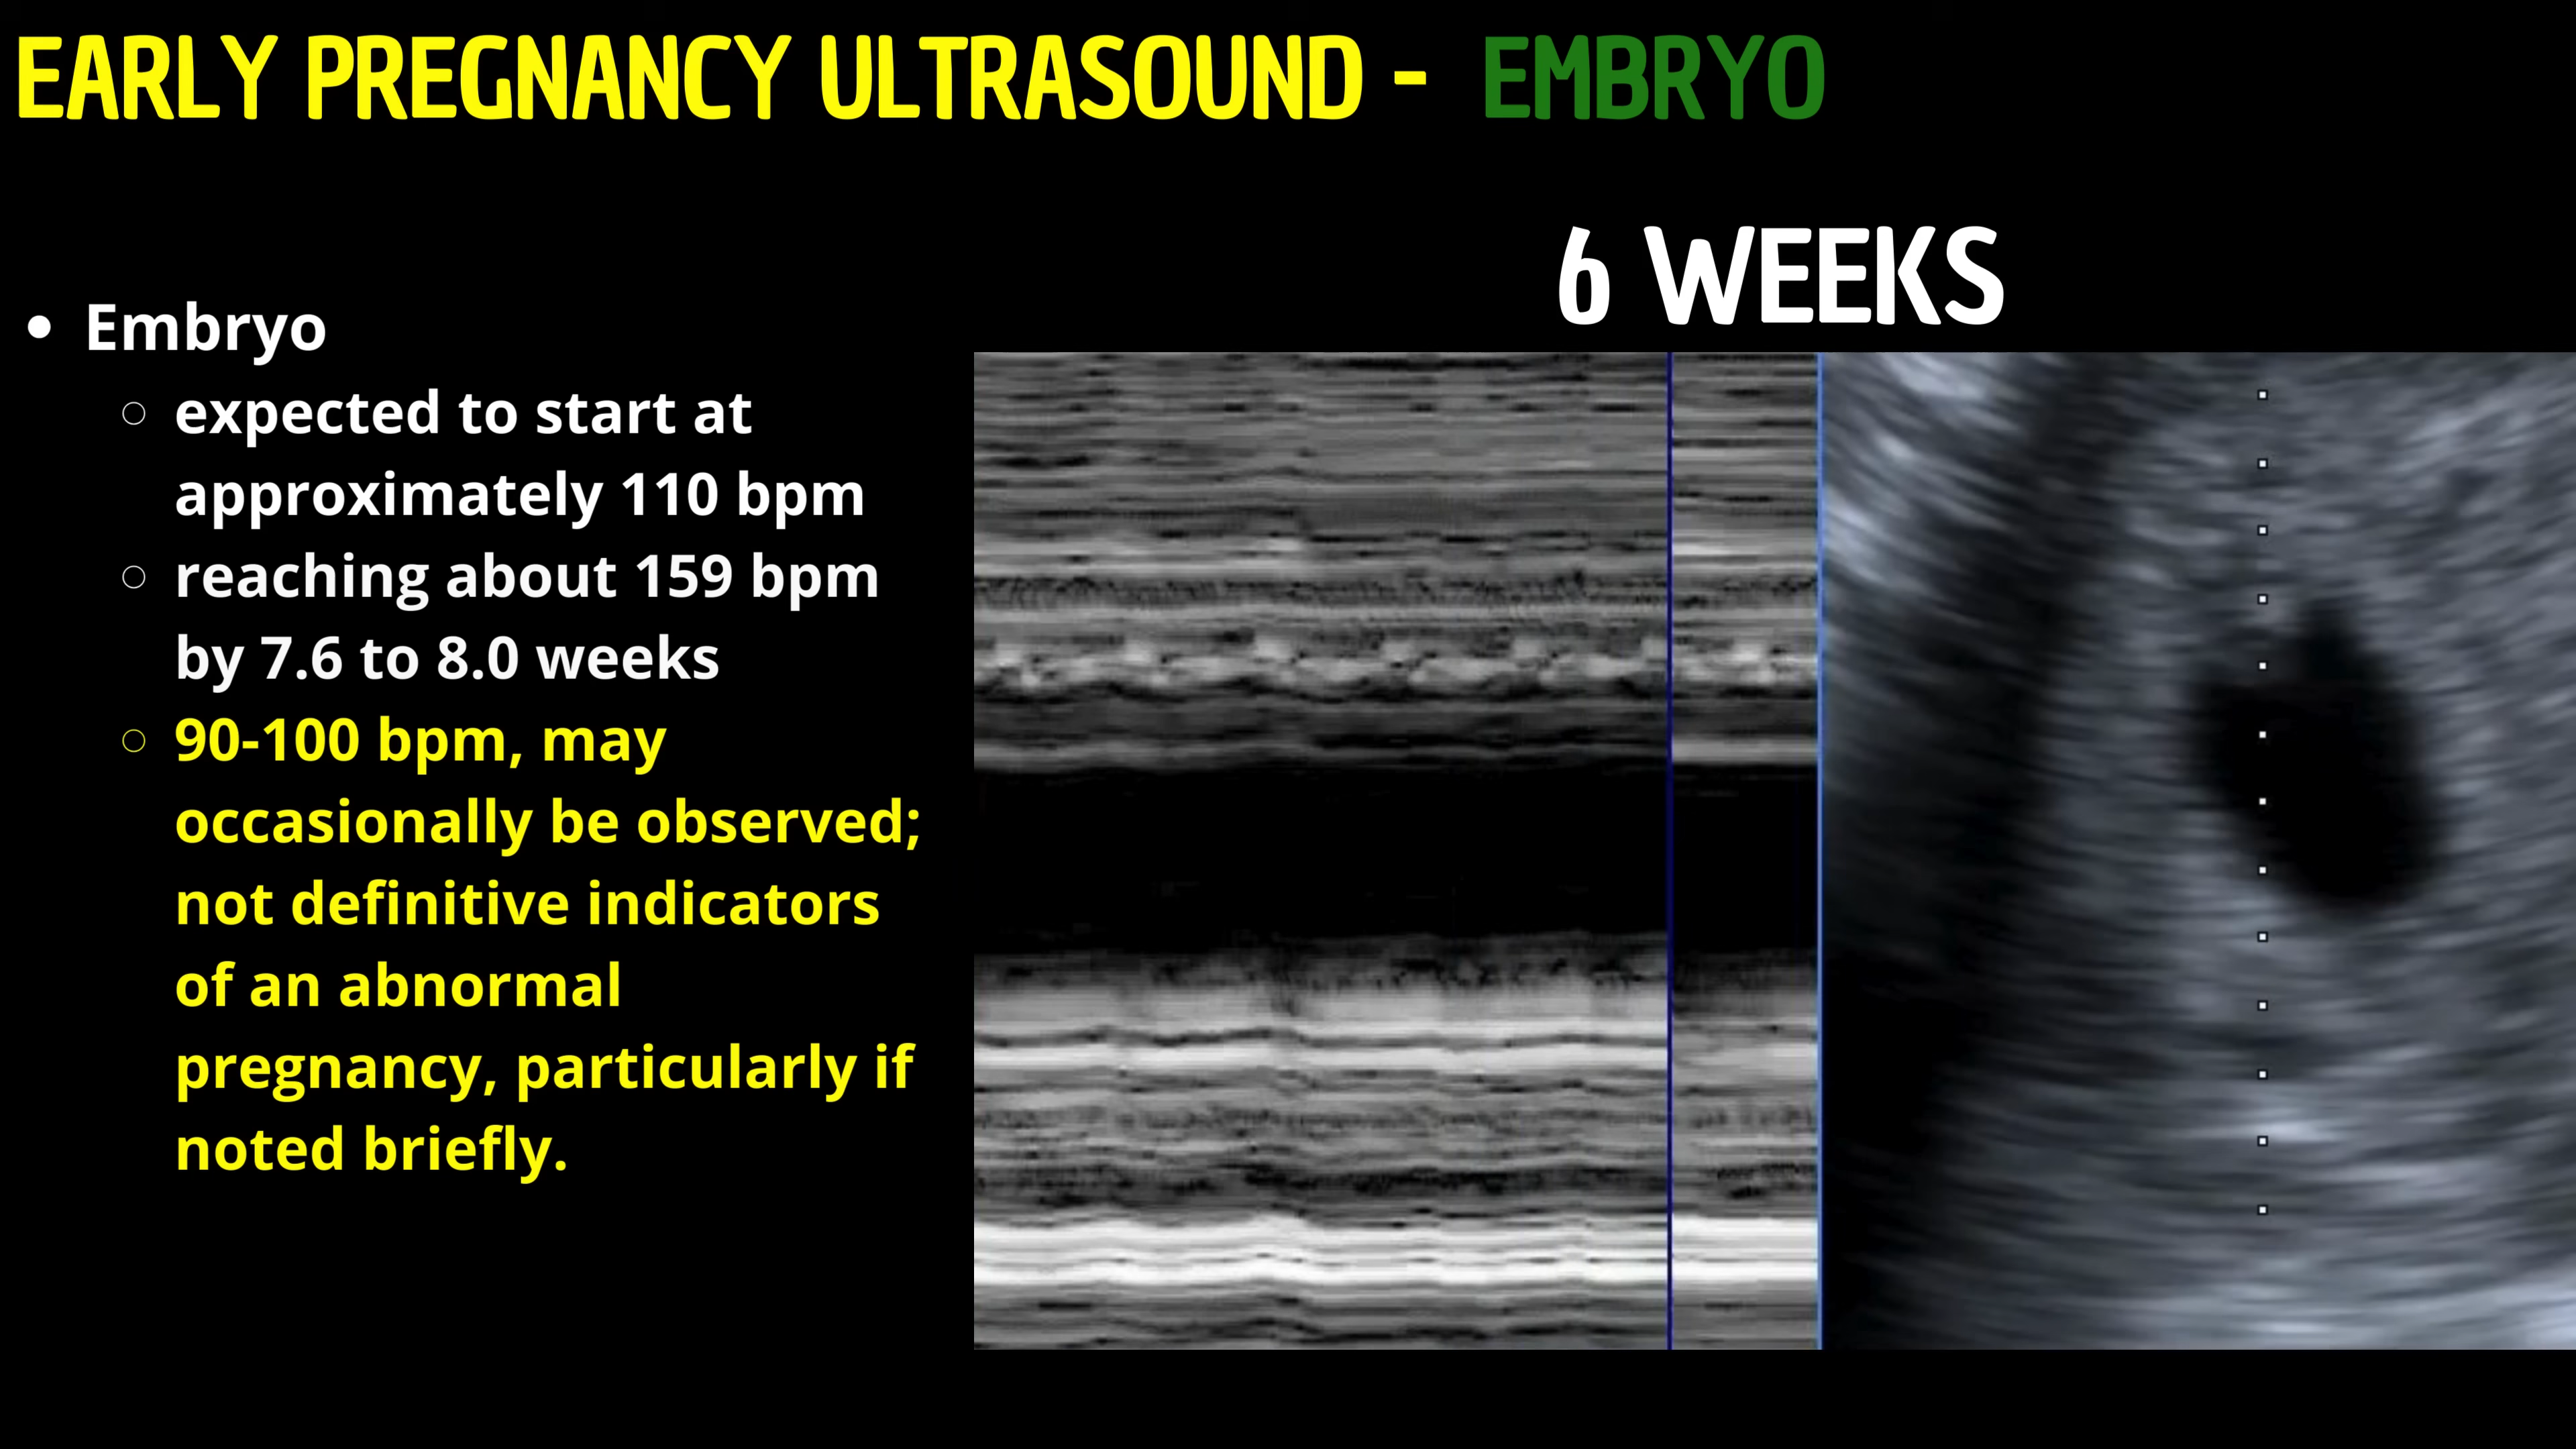 EARLY PREGNANCY ULTRASOUND - EMBRYO
6 WEEKS
• Embryo
○ expected to start at
approximately 110 bpm
○ reaching about 159 bpm
by 7.6 to 8.0 weeks
○ 90-100 bpm, may
occasionally be observed;
not definitive indicators
of an abnormal
pregnancy, particularly if
noted briefly.